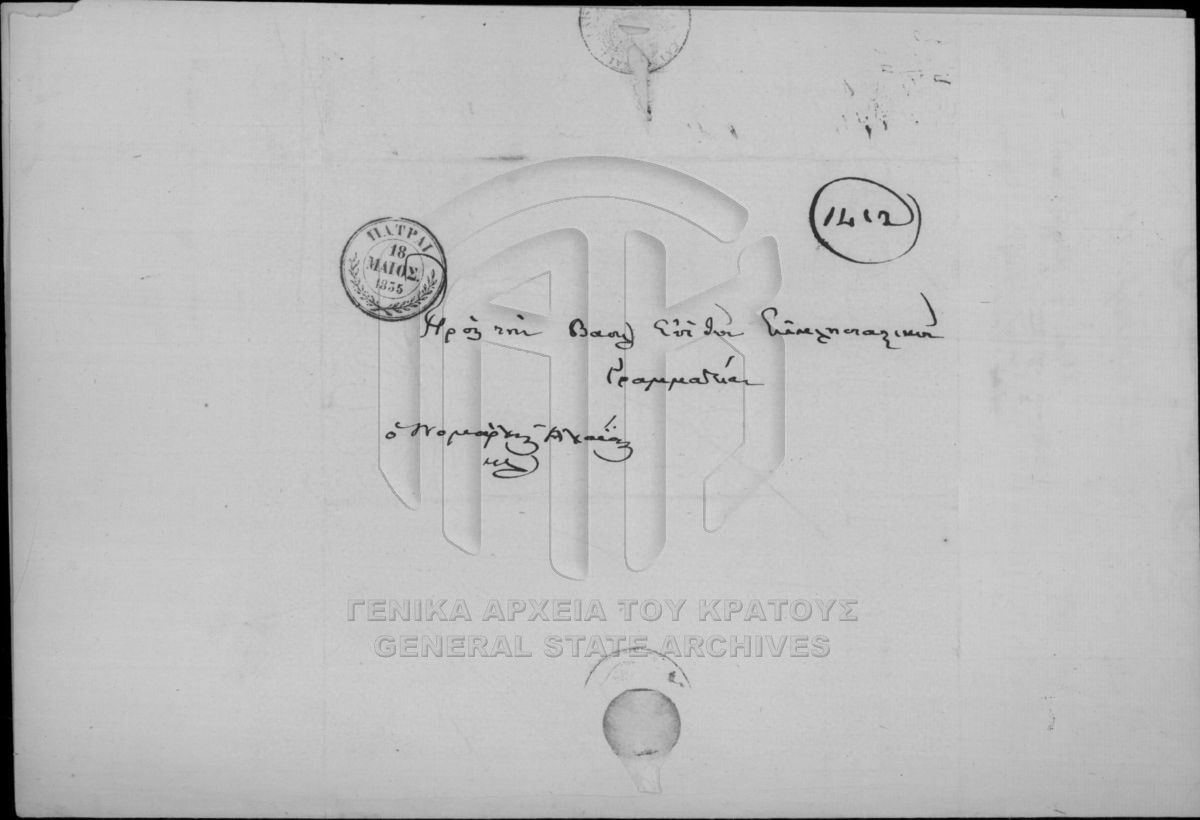 1412
ΠΑΤΡΑΙ
18
ΜΑΙΟΣ.
1835
Πρὸς τὴν Βασιλ Ἐπὶ τῶν Ἐκκλησιαστικῶν
Γραμματείαν
ὁ Νομάρχης Ἀχαΐας
ΓΕΝΙΚΑ ΑΡΧΕΙΑ ΤΟΥ ΚΡΑΤΟΥΣ
GENERAL STATE ARCHIVES